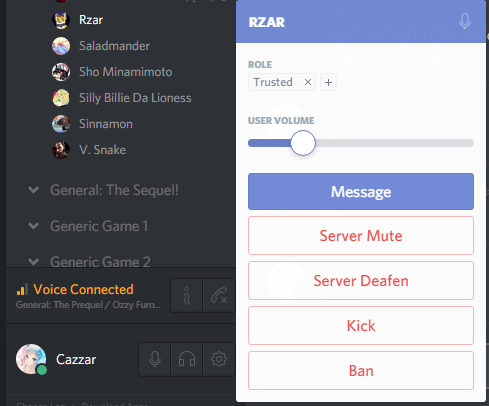 Rzar
Saladmander
Sho Minamimoto
Silly Billie Da Lioness
Sinnamon
V. Snake
General: The Sequel!
Generic Game 1
Generic Game 2
Voice Connected
General: The Prequel / Ozzy Furo...
Cazzar
RZAR
ROLE
Trusted × +
USER VOLUME
Message
Server Mute
Server Deafen
Kick
Ban